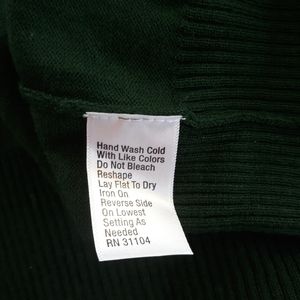 Hand Wash Cold
With Like Colors
Do Not Bleach
Reshape
Lay Flat To Dry
Iron On
Reverse Side
On Lowest
Setting As
Needed
RN 31104